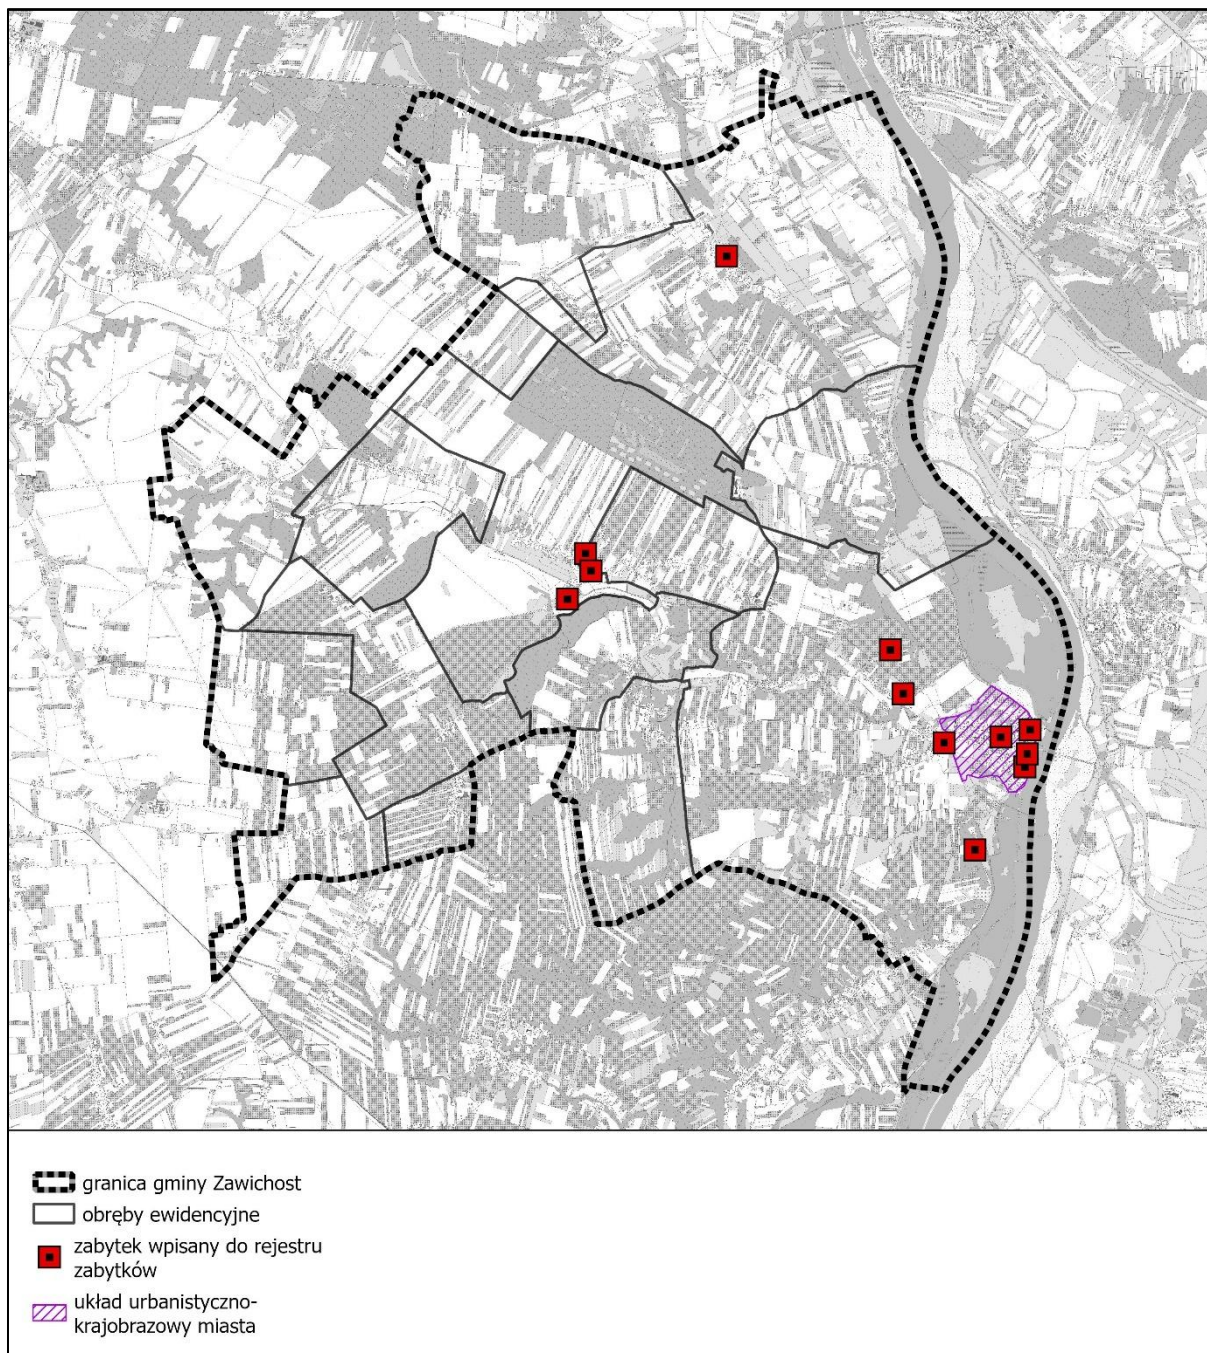 granica gminy Zawichost
obręby ewidencyjne
zabytek wpisany do rejestru
zabytków
układ urbanistyczno-
krajobrazowy miasta